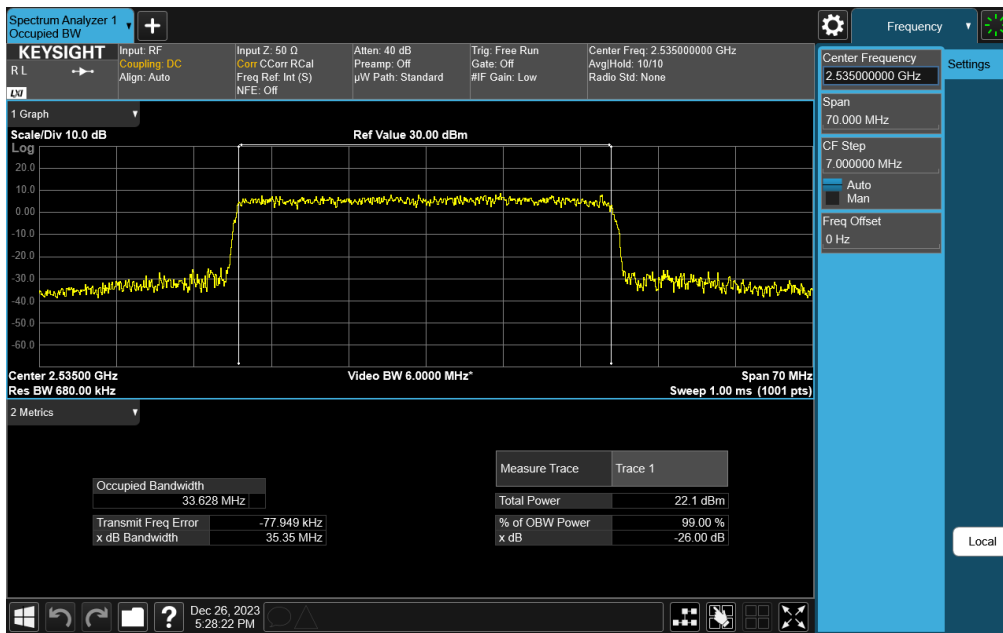 Spectrum Analyzer 1
Occupied BW
+
Frequency
KEYSIGHT
R L
LXI
Input: RF
Coupling: DC
Align: Auto
Input Z: 50 Ω
Corr CCorr RCal
Freq Ref: Int (S)
NFE: Off
Atten: 40 dB
Preamp: Off
µW Path: Standard
Trig: Free Run
Gate: Off
#IF Gain: Low
Center Freq: 2.535000000 GHz
Avg|Hold: 10/10
Radio Std: None
Center Frequency
2.535000000 GHz
Settings
Span
70.000 MHz
CF Step
7.000000 MHz
Auto
Man
Freq Offset
0 Hz
Local
1 Graph
Scale/Div 10.0 dB
Ref Value 30.00 dBm
Log
20.0
10.0
0.00
-10.0
-20.0
-30.0
-40.0
-50.0
-60.0
Center 2.53500 GHz
Video BW 6.0000 MHz*
Span 70 MHz
Res BW 680.00 kHz
Sweep 1.00 ms (1001 pts)
2 Metrics
Occupied Bandwidth
33.628 MHz
Transmit Freq Error -77.949 kHz
x dB Bandwidth 35.35 MHz
Measure Trace Trace 1
Total Power 22.1 dBm
% of OBW Power 99.00 %
x dB -26.00 dB
?
Dec 26, 2023
5:28:22 PM